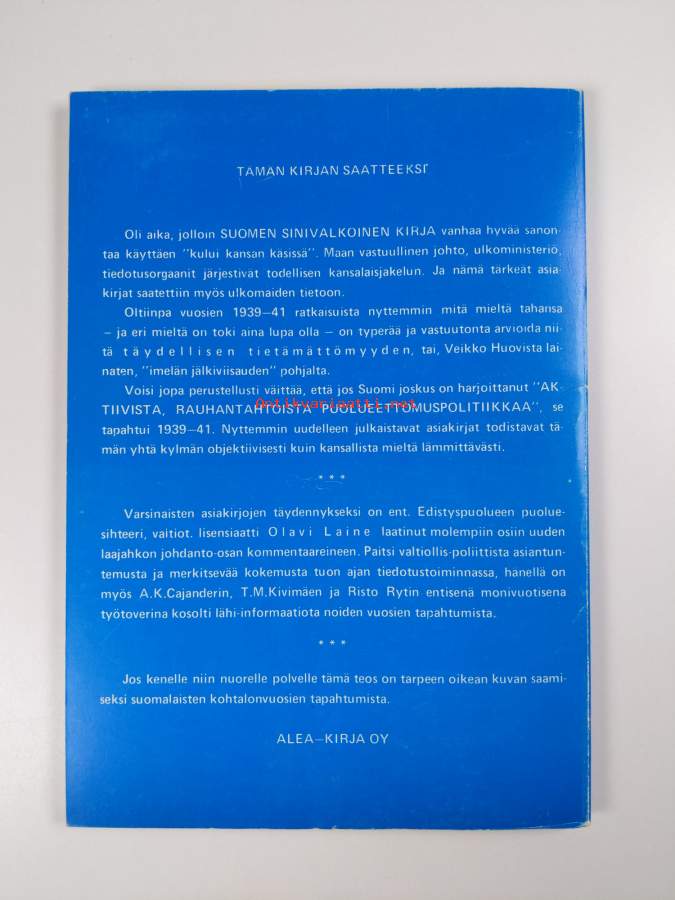 TÄMÄN KIRJAN SAATTEEKSI
Oli aika, jolloin SUOMEN SINIVALKOINEN KIRJA vanhaa hyvää sanon-
taa käyttäen "kului kansan käsissä". Maan vastuullinen johto, ulkoministeriö,
tiedotusorgaanit järjestivät todellisen kansalaisjakelun. Ja nämä tärkeät asia-
kirjat saatettiin myös ulkomaiden tietoon.
Oltiinpa vuosien 1939–41 ratkaisuista nyttemmin mitä mieltä tahansa
– ja eri mieltä on toki aina lupa olla – on typerää ja vastuutonta arvioida nii-
tä täydellisen tietämättömyyden, tai, Veikko Huovista lai-
naten, "imelän jälkiviisauden" pohjalta.
Voisi jopa perustellusti väittää, että jos Suomi joskus on harjoittanut "AK-
TIIVISTA, RAUHANTAHTOISTA PUOLUEETTOMUSPOLITIIKKAA", se
Antikvariaatti.net
tapahtui 1939–41. Nyttemmin uudelleen julkaistavat asiakirjat todistavat tä-
män yhtä kylmän objektiivisesti kuin kansallista mieltä lämmittävästi.
* * *
Varsinaisten asiakirjojen täydennykseksi on ent. Edistyspuolueen puolue-
sihteeri, valtiot. lisensiaatti Olavi Laine laatinut molempiin osiin uuden
laajahkon johdanto-osan kommentaareineen. Paitsi valtiollis-poliittista asiantun-
temusta ja merkitsevää kokemusta tuon ajan tiedotustoiminnassa, hänellä on
myös A.K.Cajanderin, T.M.Kivimäen ja Risto Rytin entisenä monivuotisena
työtoverina kosolti lähi-informaatiota noiden vuosien tapahtumista.
* * *
Jos kenelle niin nuorelle polvelle tämä teos on tarpeen oikean kuvan saami-
seksi suomalaisten kohtalonvuosien tapahtumista.
ALEA–KIRJA OY